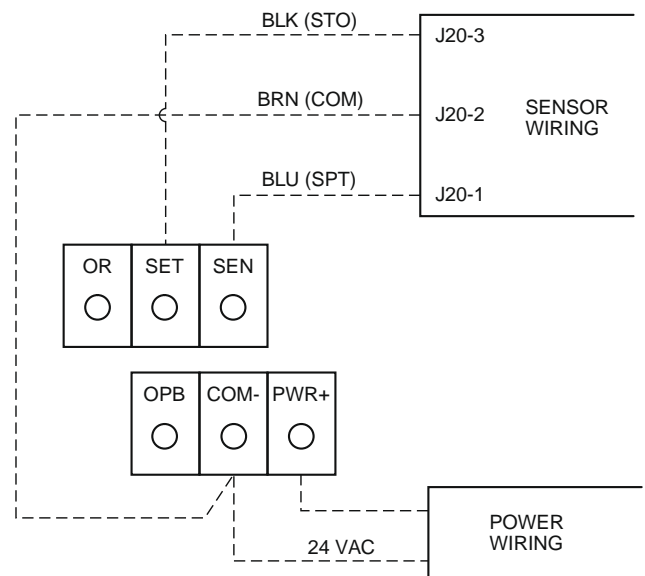 BLK (STO)
J20-3
BRN (COM)
J20-2
SENSOR
WIRING
BLU (SPT)
J20-1
OR
SET
SEN
OPB
COM-
PWR+
24 VAC
POWER
WIRING